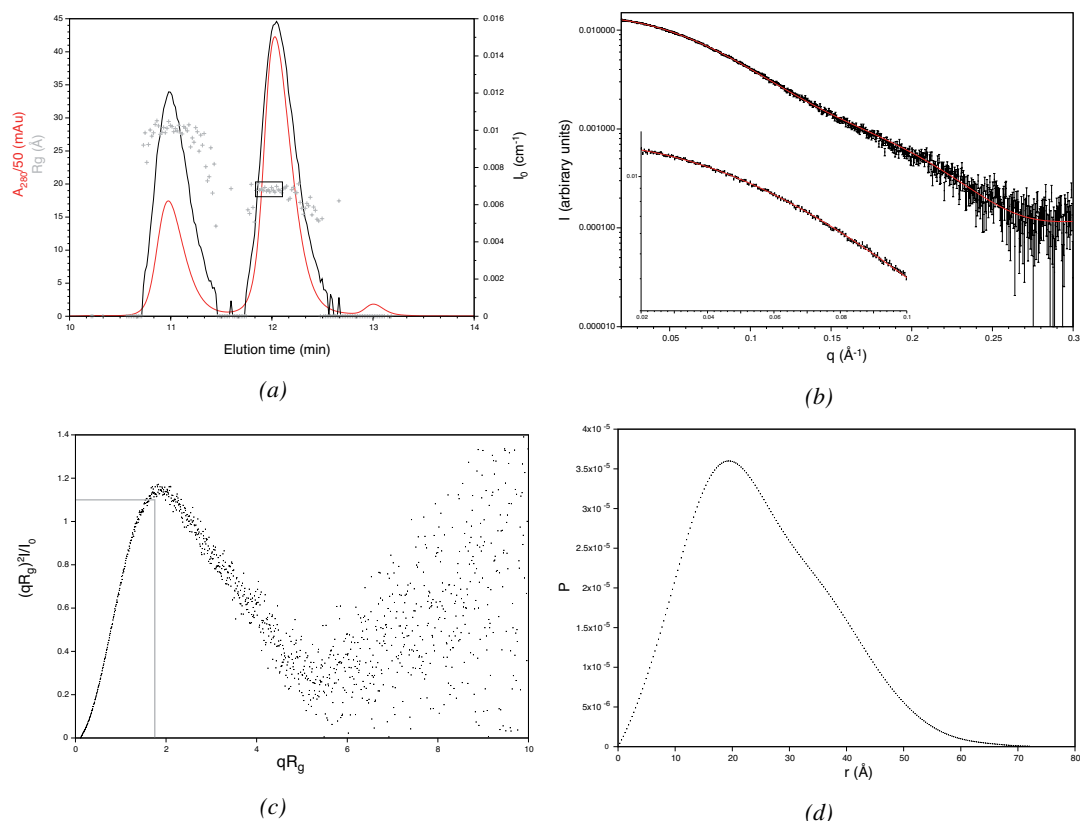 45
40
35
30
25
20
15
10
5
0
A280/50 (mAu)
Rg (Å)
0.016
0.014
0.012
0.010
0.008
0.006
0.004
0.002
0.000
I0 (cm-1)
10 11 12 13 14
Elution time (min)
(a)
0.010000
0.001000
0.000100
0.000010
I (arbirary units)
0.01
0.02 0.04 0.06 0.08 0.1
0.05 0.1 0.15 0.2 0.25 0.3
q (Å-1)
(b)
1.4
1.2
1
0.8
0.6
0.4
0.2
0
(qRg)2I/I0
0 2 4 6 8 10
qRg
(c)
4x10-5
3.5x10-5
3x10-5
2.5x10-5
2x10-5
1.5x10-5
1x10-5
5x10-6
0
P
0 10 20 30 40 50 60 70 80
r (Å)
(d)